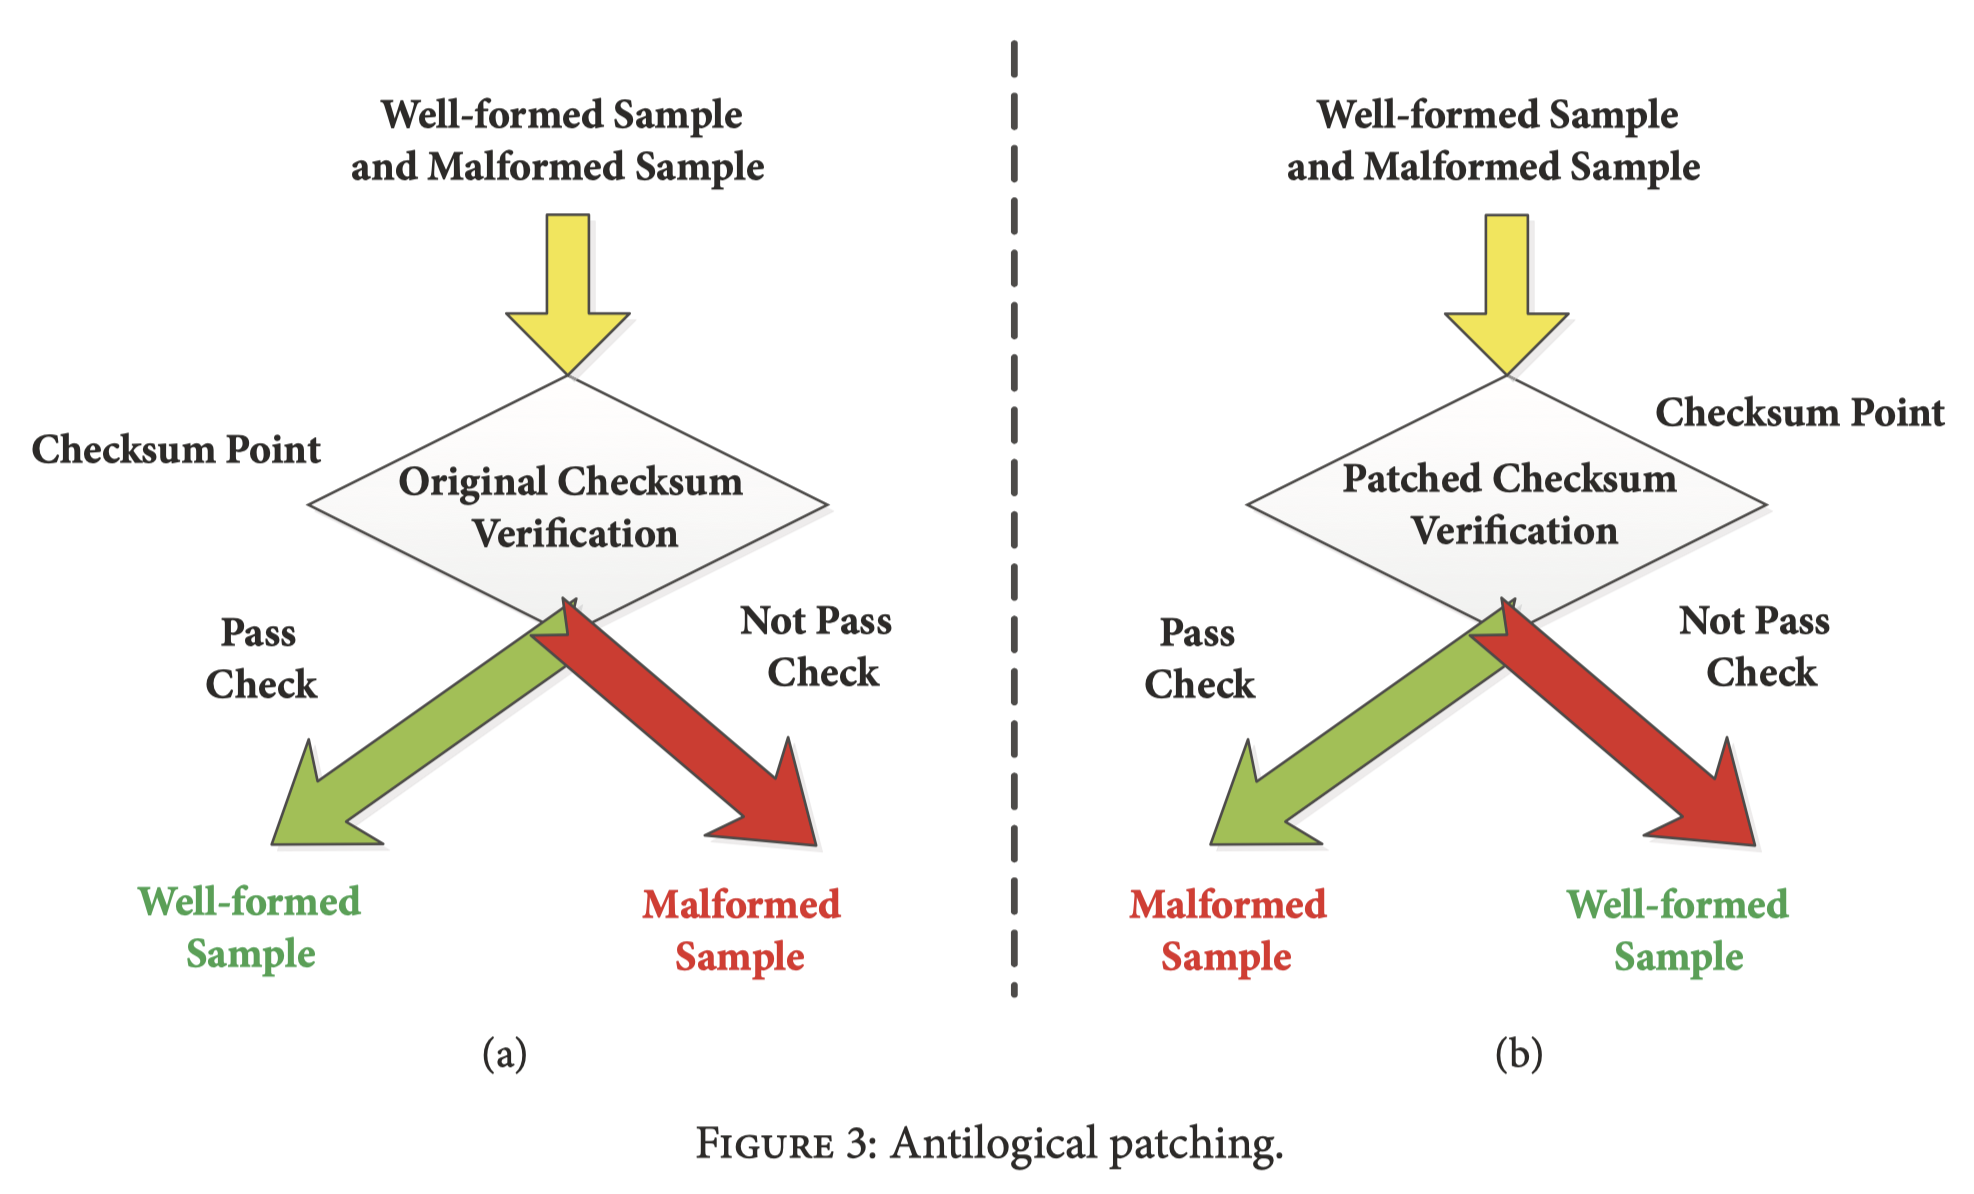 Well-formed Sample
and Malformed Sample
Checksum Point
Original Checksum
Verification
Pass
Check
Not Pass
Check
Well-formed
Sample
Malformed
Sample
(a)
Well-formed Sample
and Malformed Sample
Checksum Point
Patched Checksum
Verification
Pass
Check
Not Pass
Check
Malformed
Sample
Well-formed
Sample
(b)
FIGURE 3: Antilogical patching.